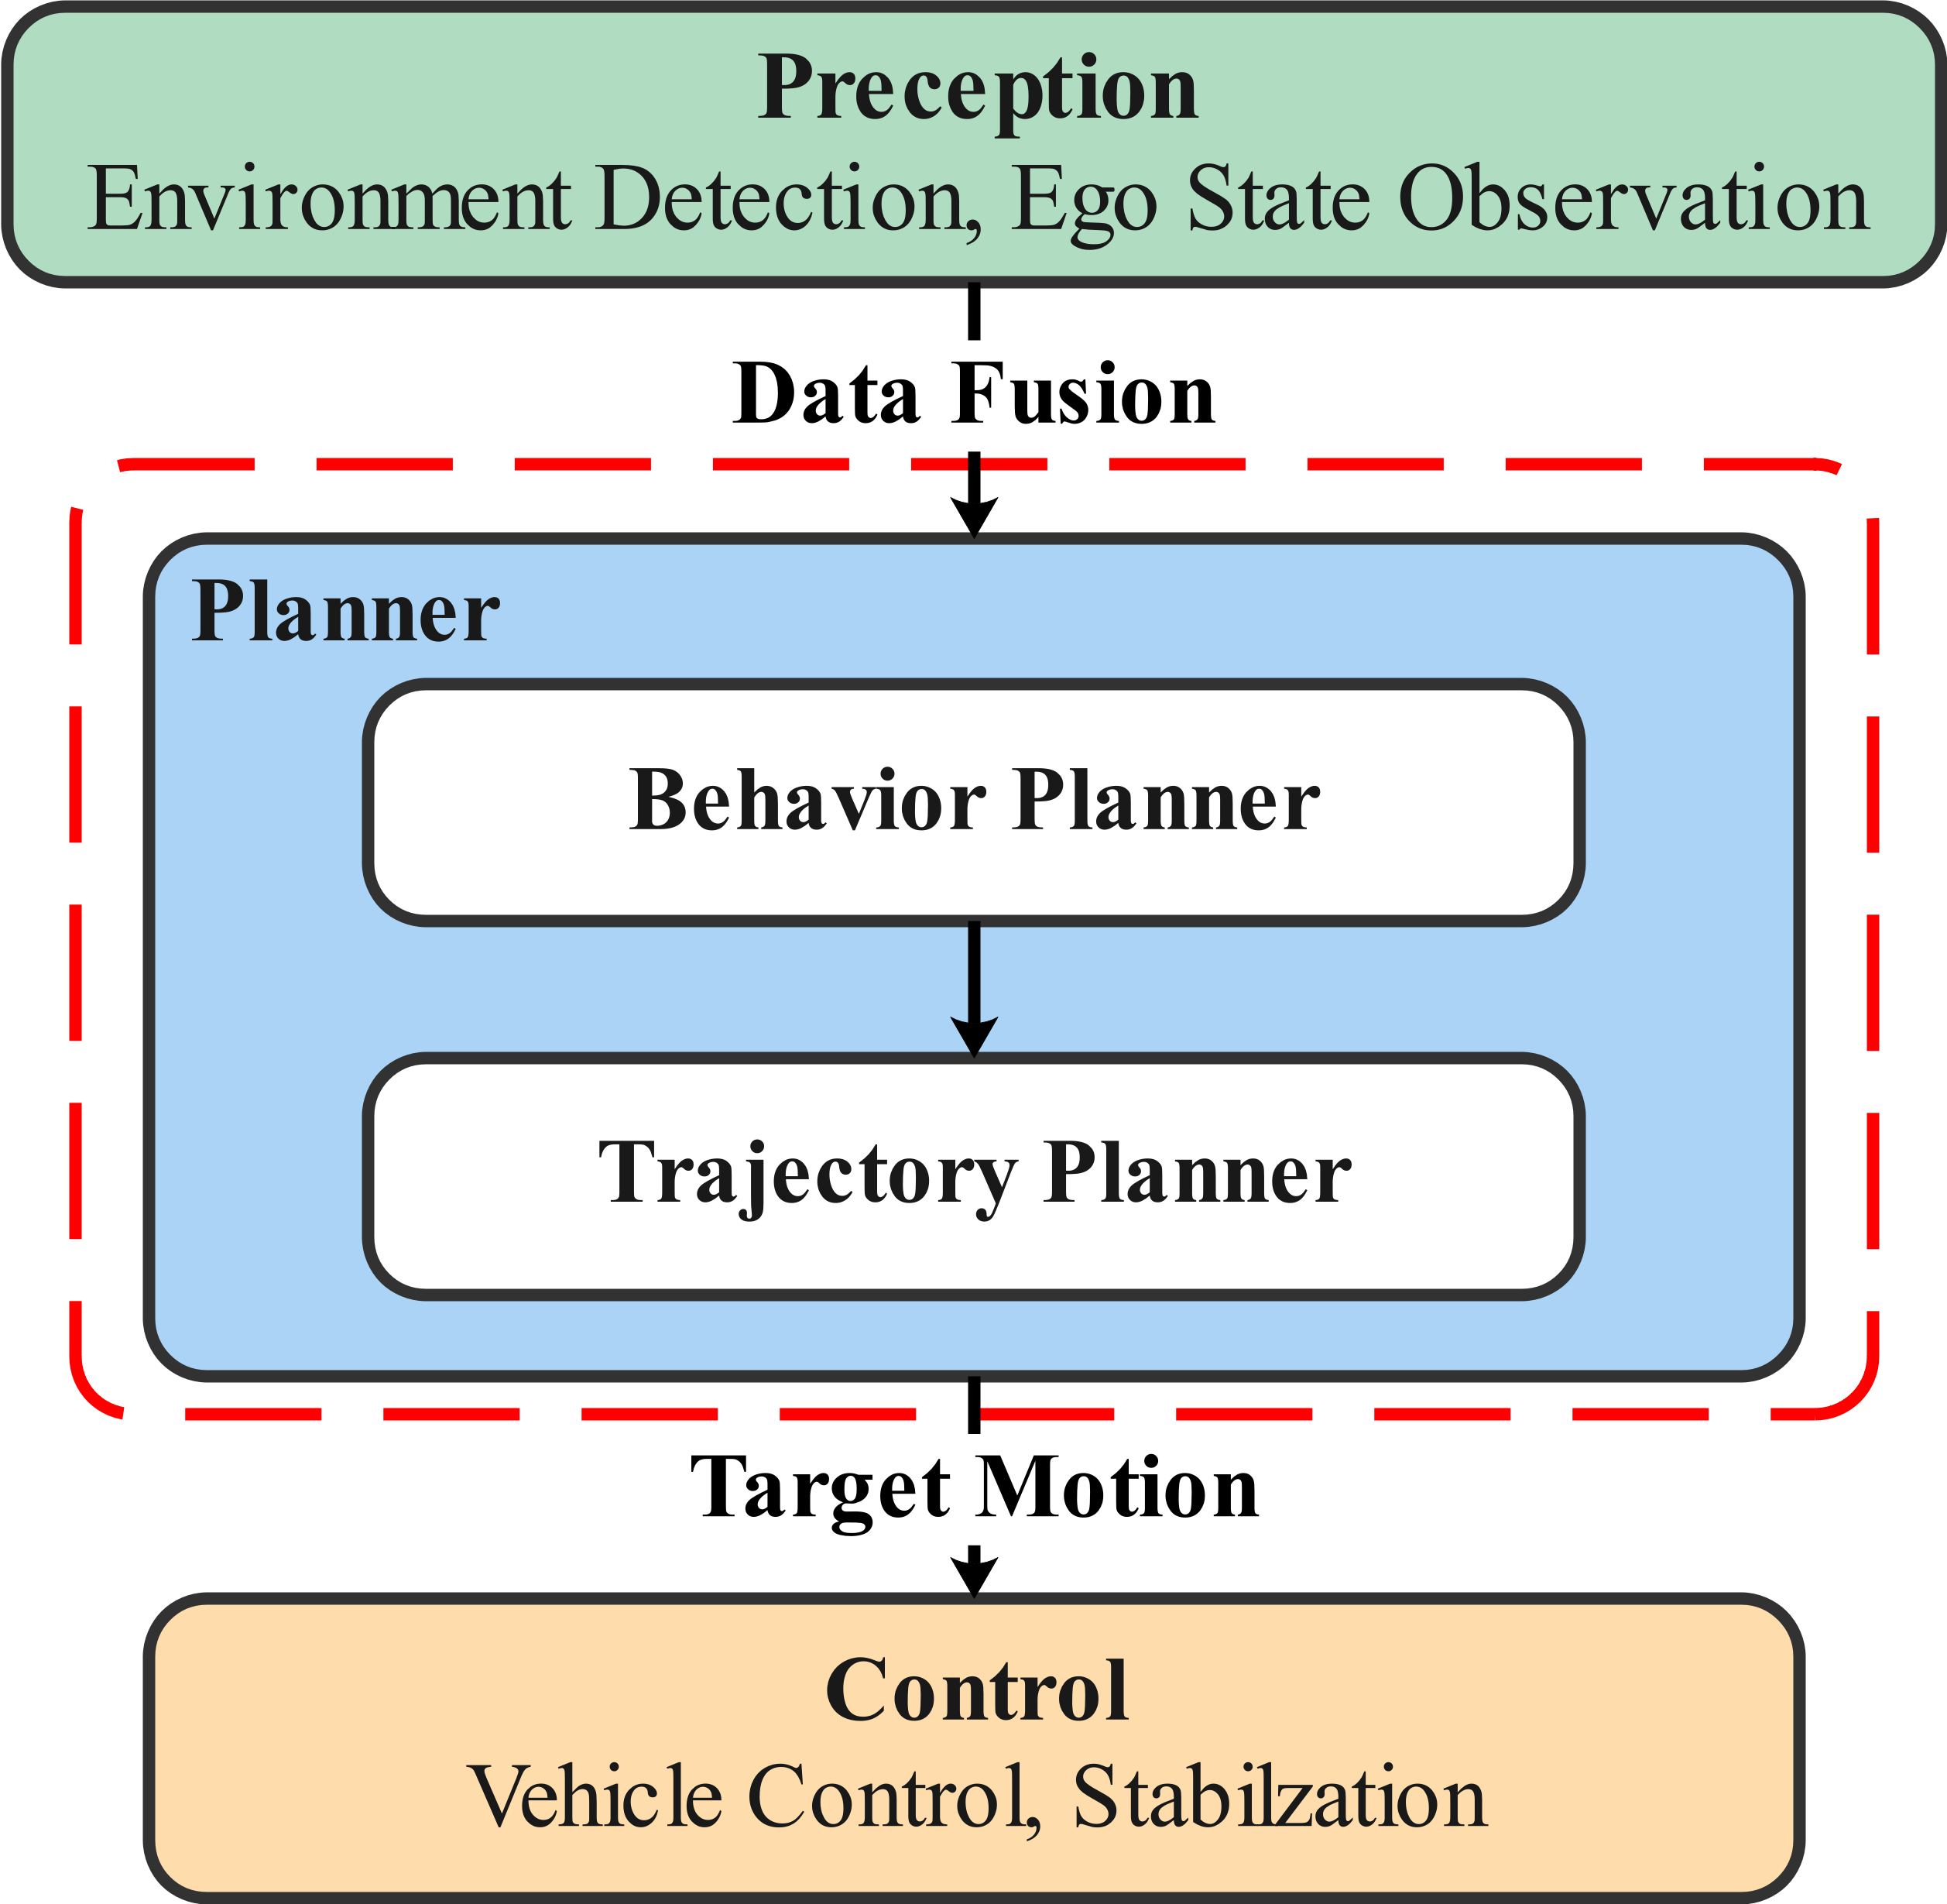 Preception
Environment Detection, Ego State Observation
Data Fusion
Planner
Behavior Planner
Trajectory Planner
Target Motion
Control
Vehicle Control, Stabilzation